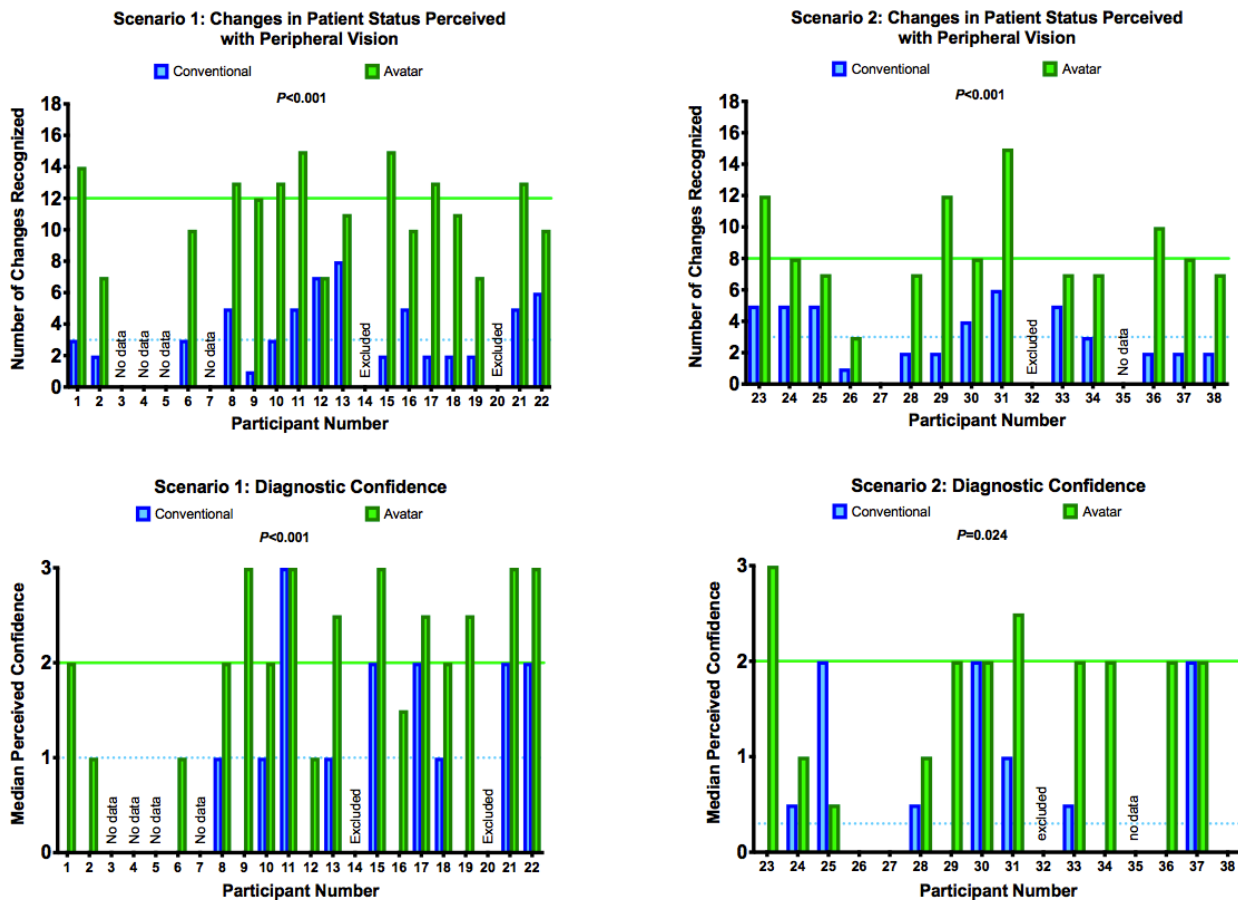 Scenario 1: Changes in Patient Status Perceived
with Peripheral Vision
Conventional Avatar
P<0.001
Number of Changes Recognized
18
16
14
12
10
8
6
4
2
0
No data
No data
No data
No data
Excluded
Excluded
1 2 3 4 5 6 7 8 9 10 11 12 13 14 15 16 17 18 19 20 21 22
Participant Number
Scenario 2: Changes in Patient Status Perceived
with Peripheral Vision
Conventional Avatar
P<0.001
Number of Changes Recognized
18
16
14
12
10
8
6
4
2
0
Excluded
No data
23 24 25 26 27 28 29 30 31 32 33 34 35 36 37 38
Participant Number
Scenario 1: Diagnostic Confidence
Conventional Avatar
P<0.001
Median Perceived Confidence
3
2
1
0
No data
No data
No data
No data
Excluded
Excluded
1 2 3 4 5 6 7 8 9 10 11 12 13 14 15 16 17 18 19 20 21 22
Participant Number
Scenario 2: Diagnostic Confidence
Conventional Avatar
P=0.024
Median Perceived Confidence
3
2
1
0
excluded
no data
23 24 25 26 27 28 29 30 31 32 33 34 35 36 37 38
Participant Number